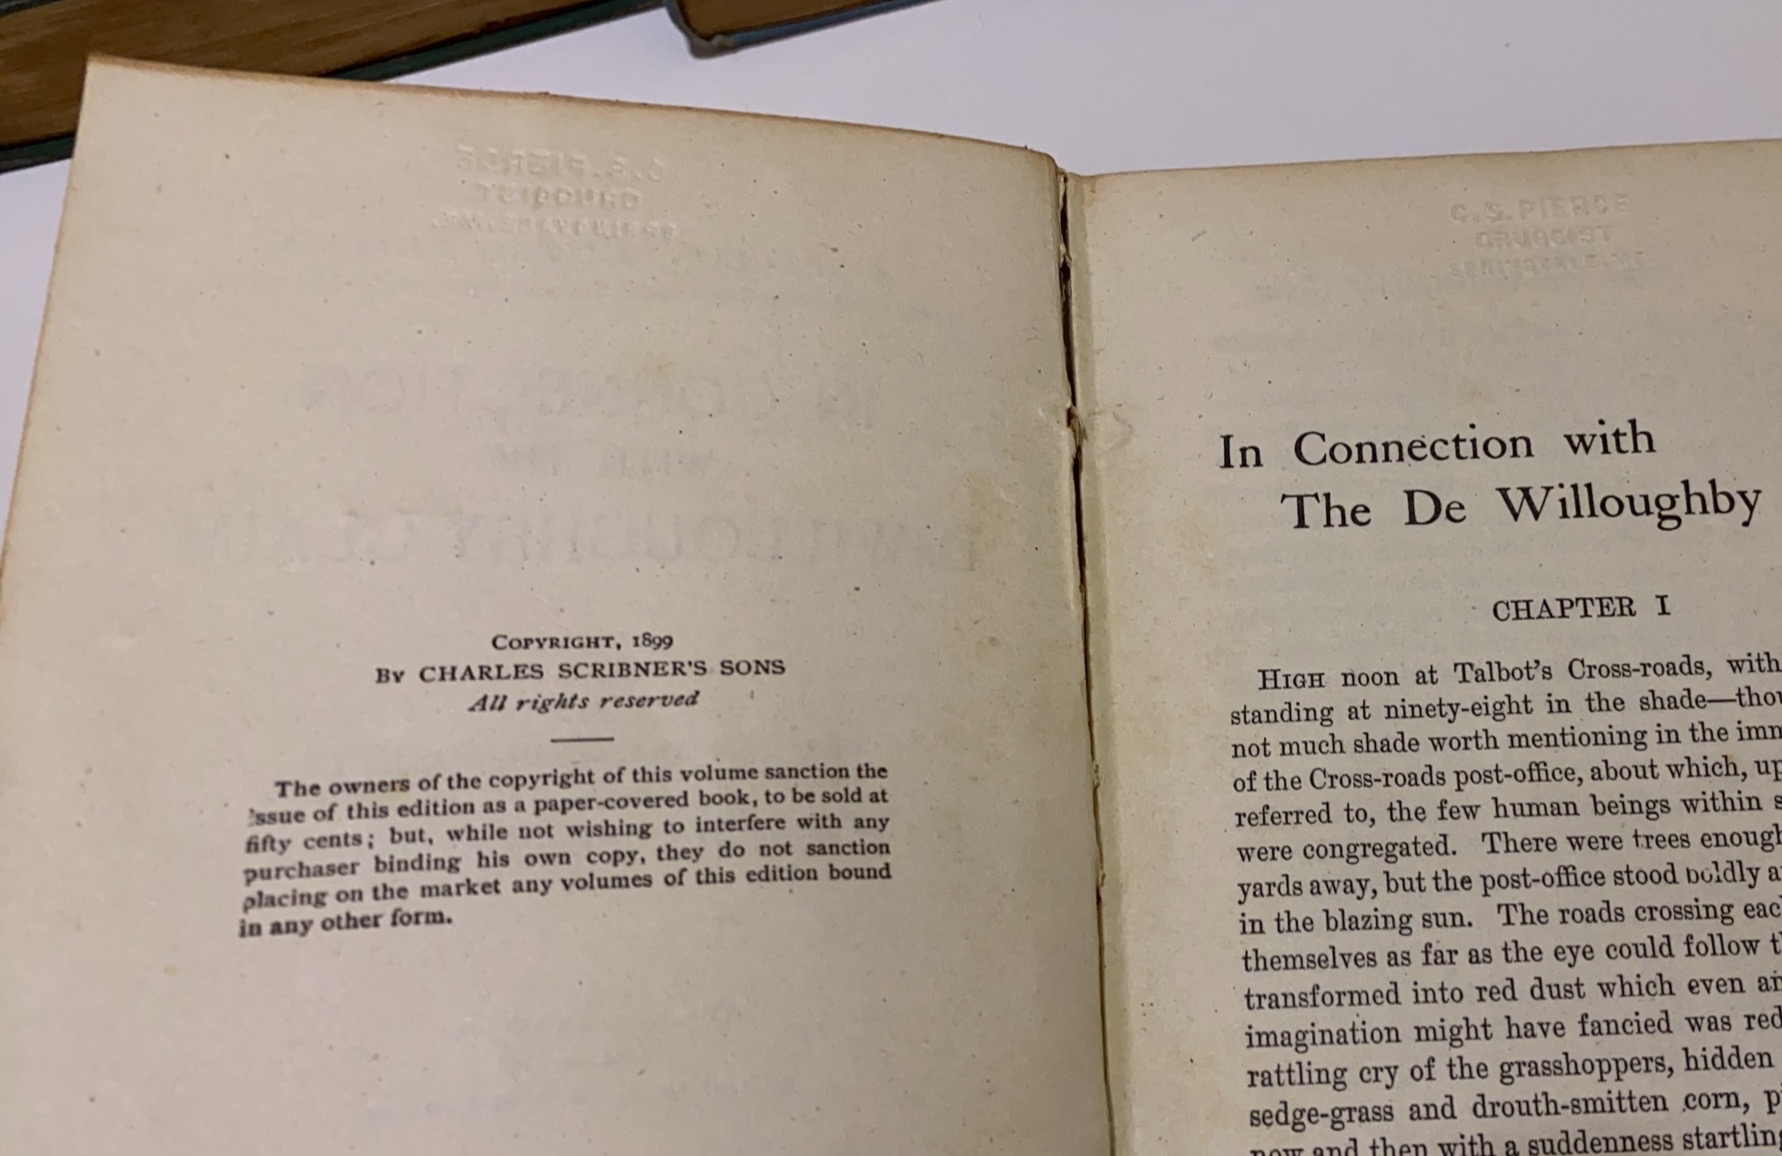 COPYRIGHT, 1899
BY CHARLES SCRIBNER'S SONS
All rights reserved
The owners of the copyright of this volume sanction the
issue of this edition as a paper-covered book, to be sold at
fifty cents; but, while not wishing to interfere with any
purchaser binding his own copy, they do not sanction
placing on the market any volumes of this edition bound
in any other form.
C. S. PIERCE
DRUGGIST
In Connection with
The De Willoughby
CHAPTER I
HIGH noon at Talbot's Cross-roads, with
standing at ninety-eight in the shade—thou
not much shade worth mentioning in the imm
of the Cross-roads post-office, about which, up
referred to, the few human beings within s
were congregated. There were trees enough
yards away, but the post-office stood boldly a
in the blazing sun. The roads crossing eac
themselves as far as the eye could follow t
transformed into red dust which even an
imagination might have fancied was red
rattling cry of the grasshoppers, hidden
sedge-grass and drouth-smitten corn, p
now and then with a suddenness startling